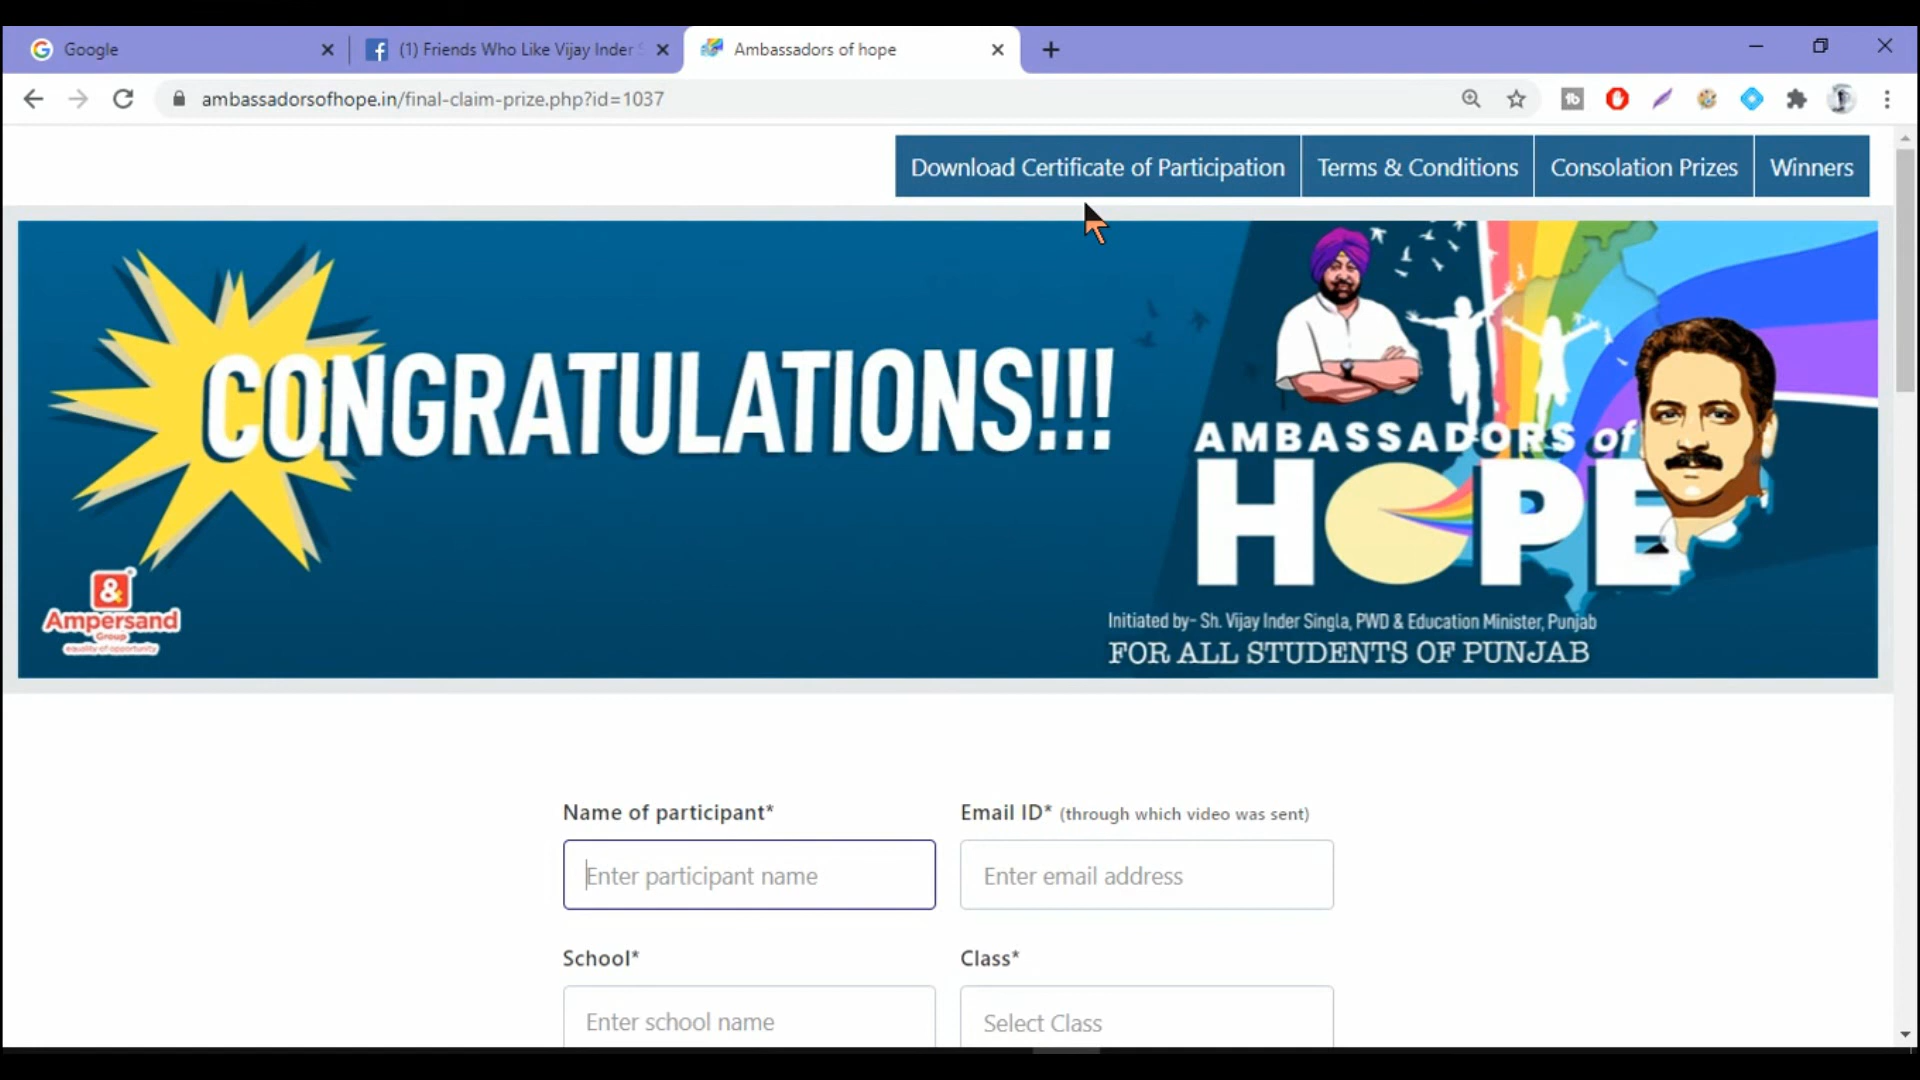 Google
(1) Friends Who Like Vijay Inder
Ambassadors of hope
ambassadorsofhope.in/final-claim-prize.php?id=1037
Download Certificate of Participation
Terms & Conditions
Consolation Prizes
Winners
CONGRATULATIONS!!!
AMBASSADORS of
HOPE
&
Ampersand
Group
equality of opportunity
Initiated by- Sh. Vijay Inder Singla, PWD & Education Minister, Punjab
FOR ALL STUDENTS OF PUNJAB
Name of participant*
Email ID* (through which video was sent)
Enter participant name
Enter email address
School*
Class*
Enter school name
Select Class